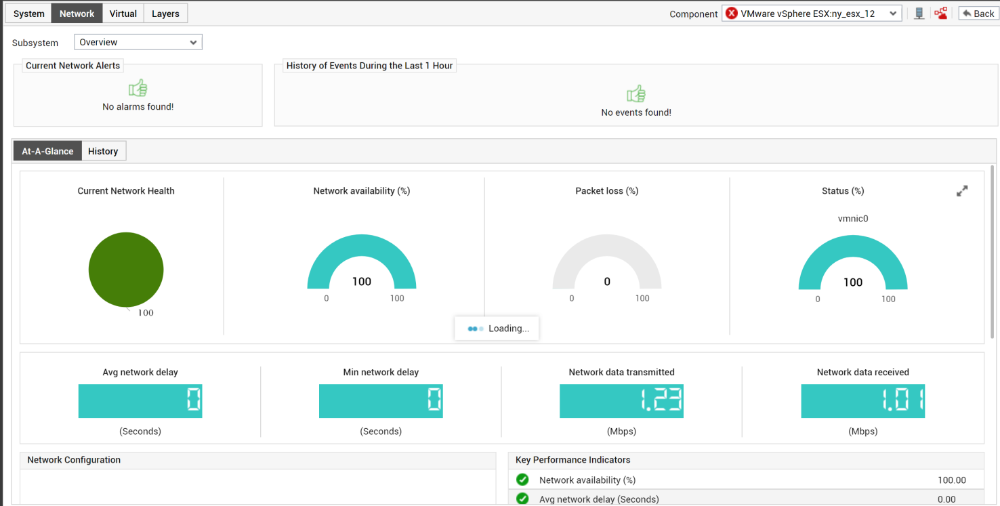 System Network Virtual Layers Component VMware vSphere ESX:ny_esx_12 Back
Subsystem Overview
Current Network Alerts
No alarms found!
History of Events During the Last 1 Hour
No events found!
At-A-Glance History
Current Network Health
100
Network availability (%)
100
0 100
Packet loss (%)
0
0 100
Status (%)
vmnic0
100
0 100
Loading...
Avg network delay
0
(Seconds)
Min network delay
0
(Seconds)
Network data transmitted
1.23
(Mbps)
Network data received
1.01
(Mbps)
Network Configuration
Key Performance Indicators
Network availability (%) 100.00
Avg network delay (Seconds) 0.00